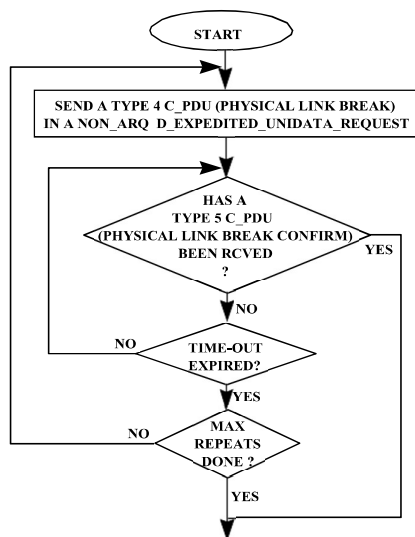 START
SEND A TYPE 4 C_PDU (PHYSICAL LINK BREAK)
IN A NON_ARQ D_EXPEDITED_UNIDATA_REQUEST
HAS A
TYPE 5 C_PDU
(PHYSICAL LINK BREAK CONFIRM)
BEEN RCVED
?
YES
NO
NO
TIME-OUT
EXPIRED?
YES
NO
MAX
REPEATS
DONE ?
YES